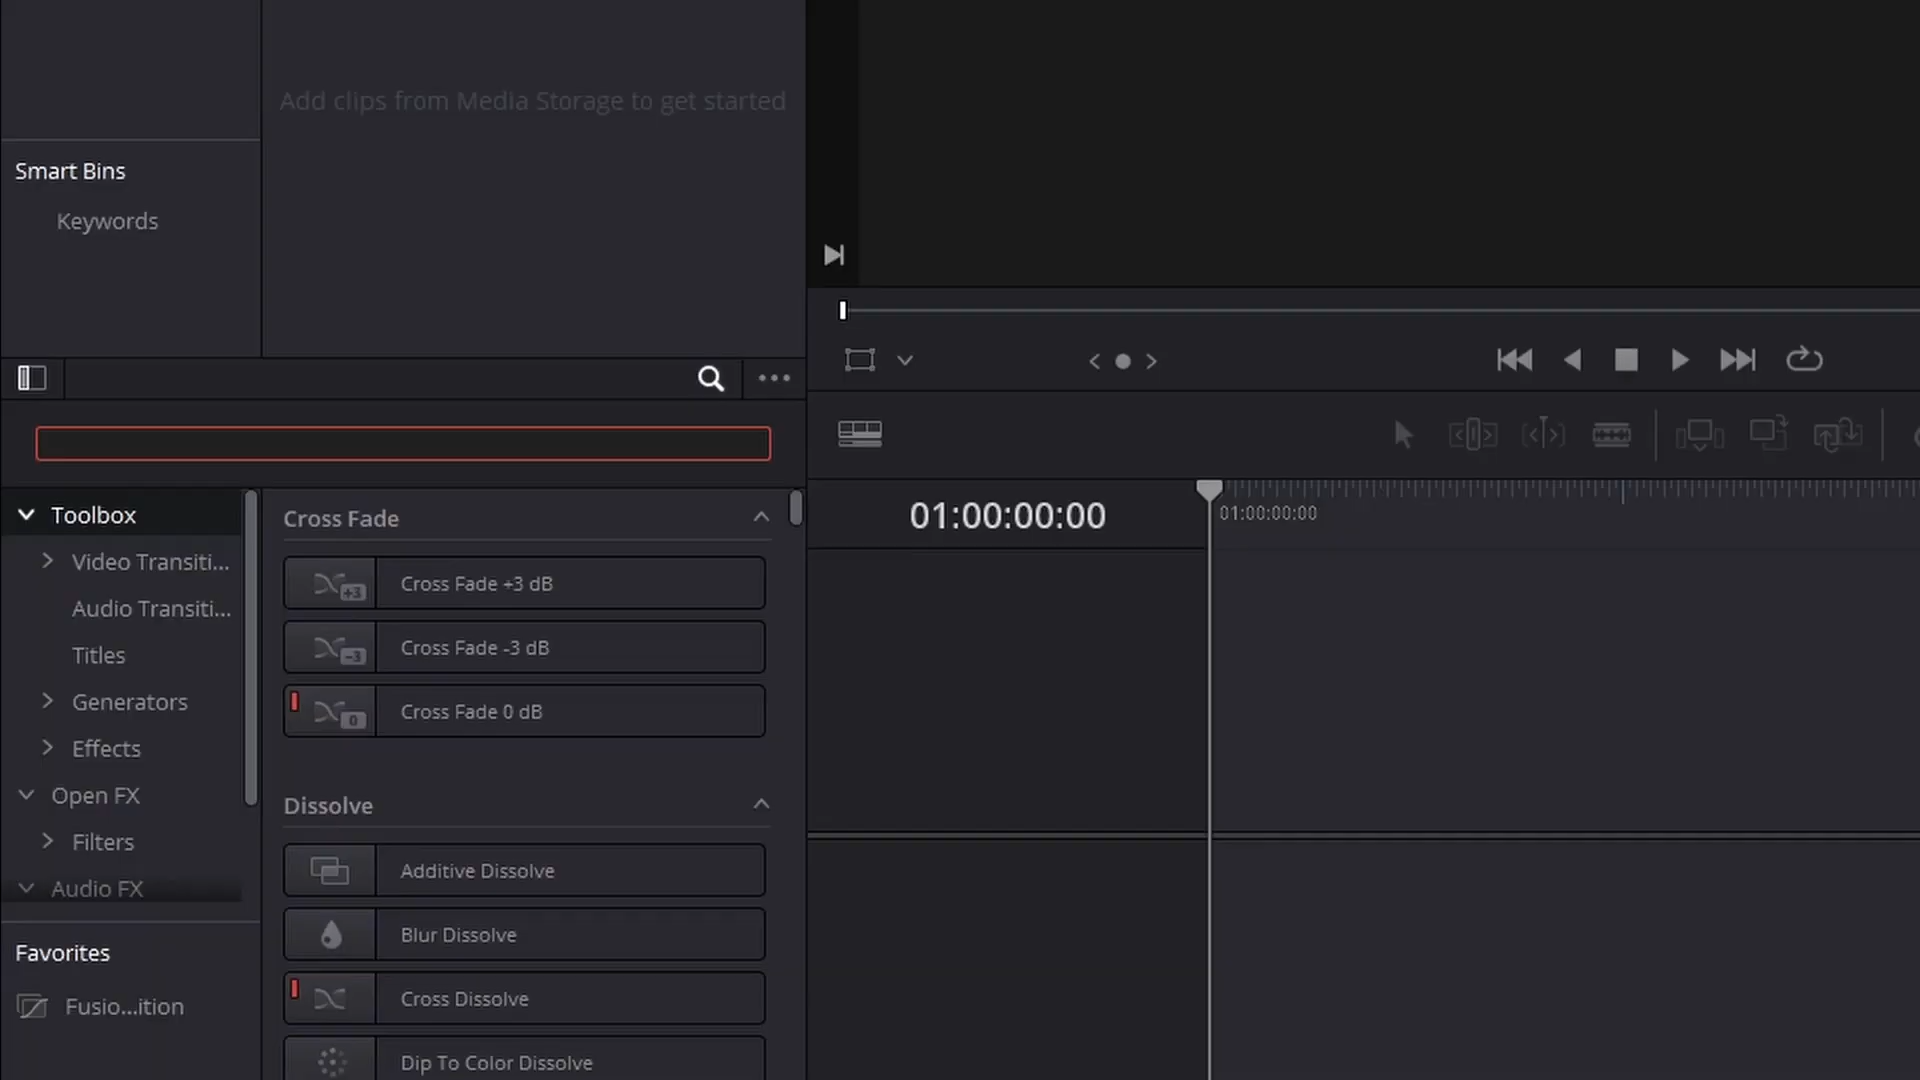 Add clips from Media Storage to get started
Smart Bins
Keywords
Toolbox
Video Transiti...
Audio Transiti...
Titles
Generators
Effects
Open FX
Filters
Audio FX
Favorites
Fusio...ition
Cross Fade
+3
Cross Fade +3 dB
-3
Cross Fade -3 dB
0
Cross Fade 0 dB
Dissolve
Additive Dissolve
Blur Dissolve
Cross Dissolve
Dip To Color Dissolve
01:00:00:00
01:00:00:00